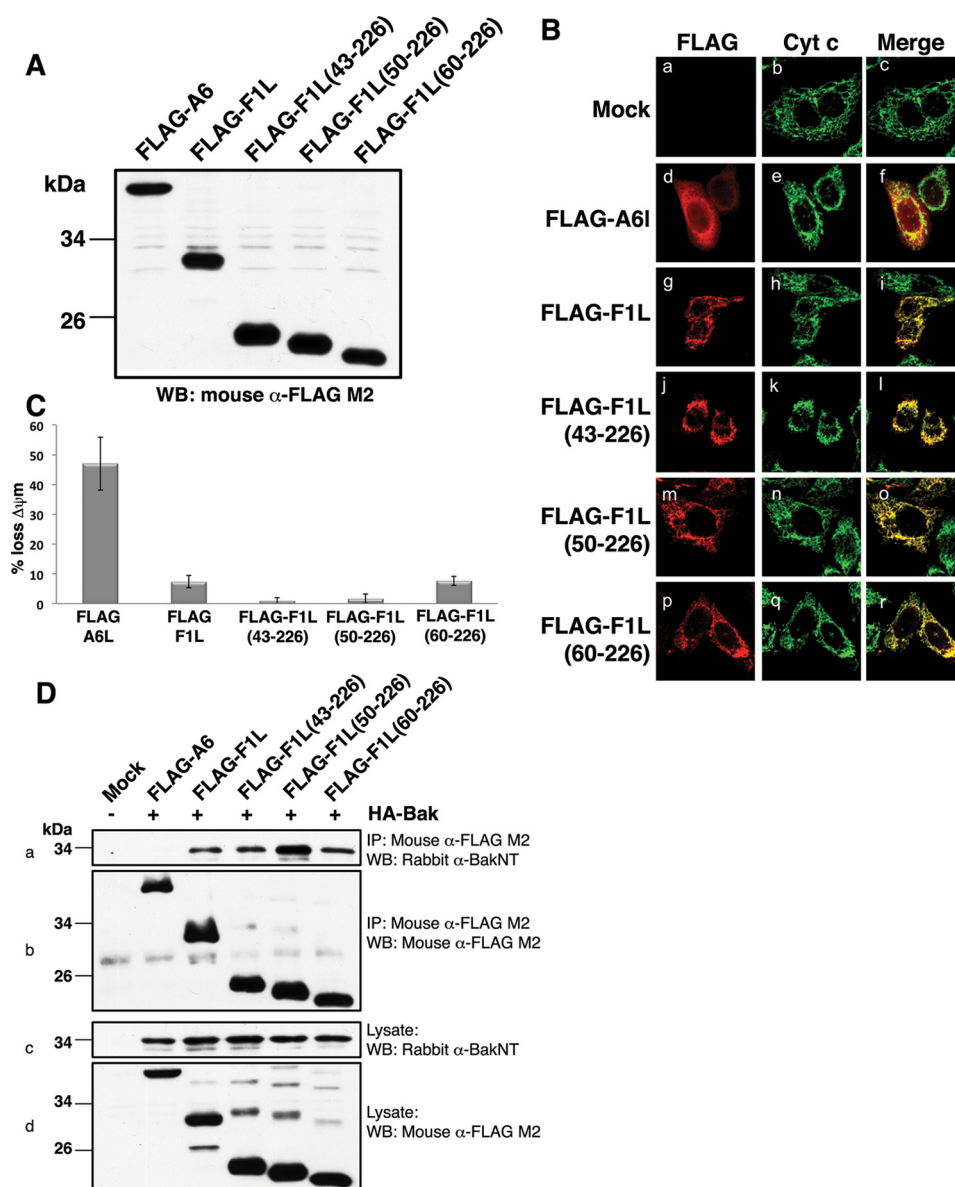 A
FLAG-A6
FLAG-F1L
FLAG-F1L(43-226)
FLAG-F1L(50-226)
FLAG-F1L(60-226)
kDa
34
26
WB: mouse α-FLAG M2
B
FLAG Cyt c Merge
Mock
a b c
FLAG-A6l
d e f
FLAG-F1L
g h i
FLAG-F1L
(43-226)
j k l
FLAG-F1L
(50-226)
m n o
FLAG-F1L
(60-226)
p q r
C
% loss Δψm
60
50
40
30
20
10
0
FLAG
A6L
FLAG
F1L
FLAG-F1L
(43-226)
FLAG-F1L
(50-226)
FLAG-F1L
(60-226)
D
Mock
FLAG-A6
FLAG-F1L
FLAG-F1L(43-226)
FLAG-F1L(50-226)
FLAG-F1L(60-226)
- + + + + + HA-Bak
kDa
a
34
IP: Mouse α-FLAG M2
WB: Rabbit α-BakNT
b
34
26
IP: Mouse α-FLAG M2
WB: Mouse α-FLAG M2
c
34
Lysate:
WB: Rabbit α-BakNT
d
34
26
Lysate:
WB: Mouse α-FLAG M2